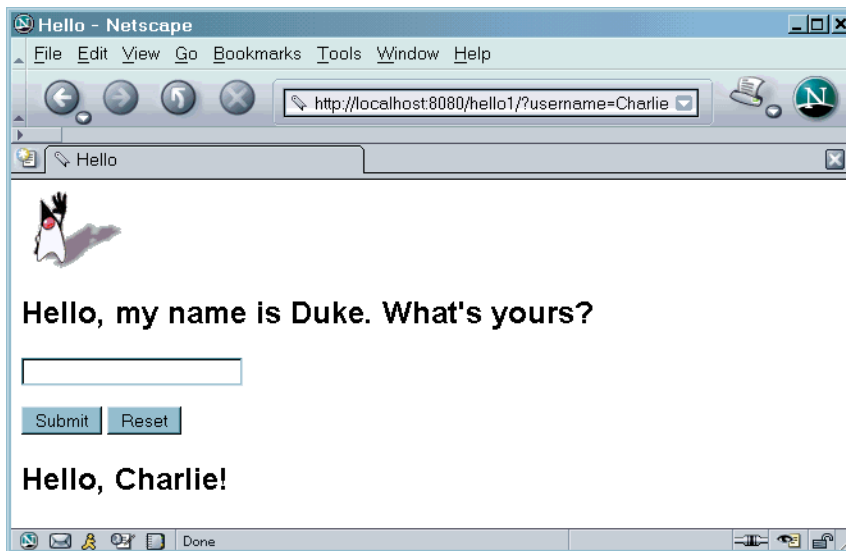 Hello - Netscape
File Edit View Go Bookmarks Tools Window Help
http://localhost:8080/hello1/?username=Charlie
N
Hello
Hello, my name is Duke. What's yours?
Submit Reset
Hello, Charlie!
Done